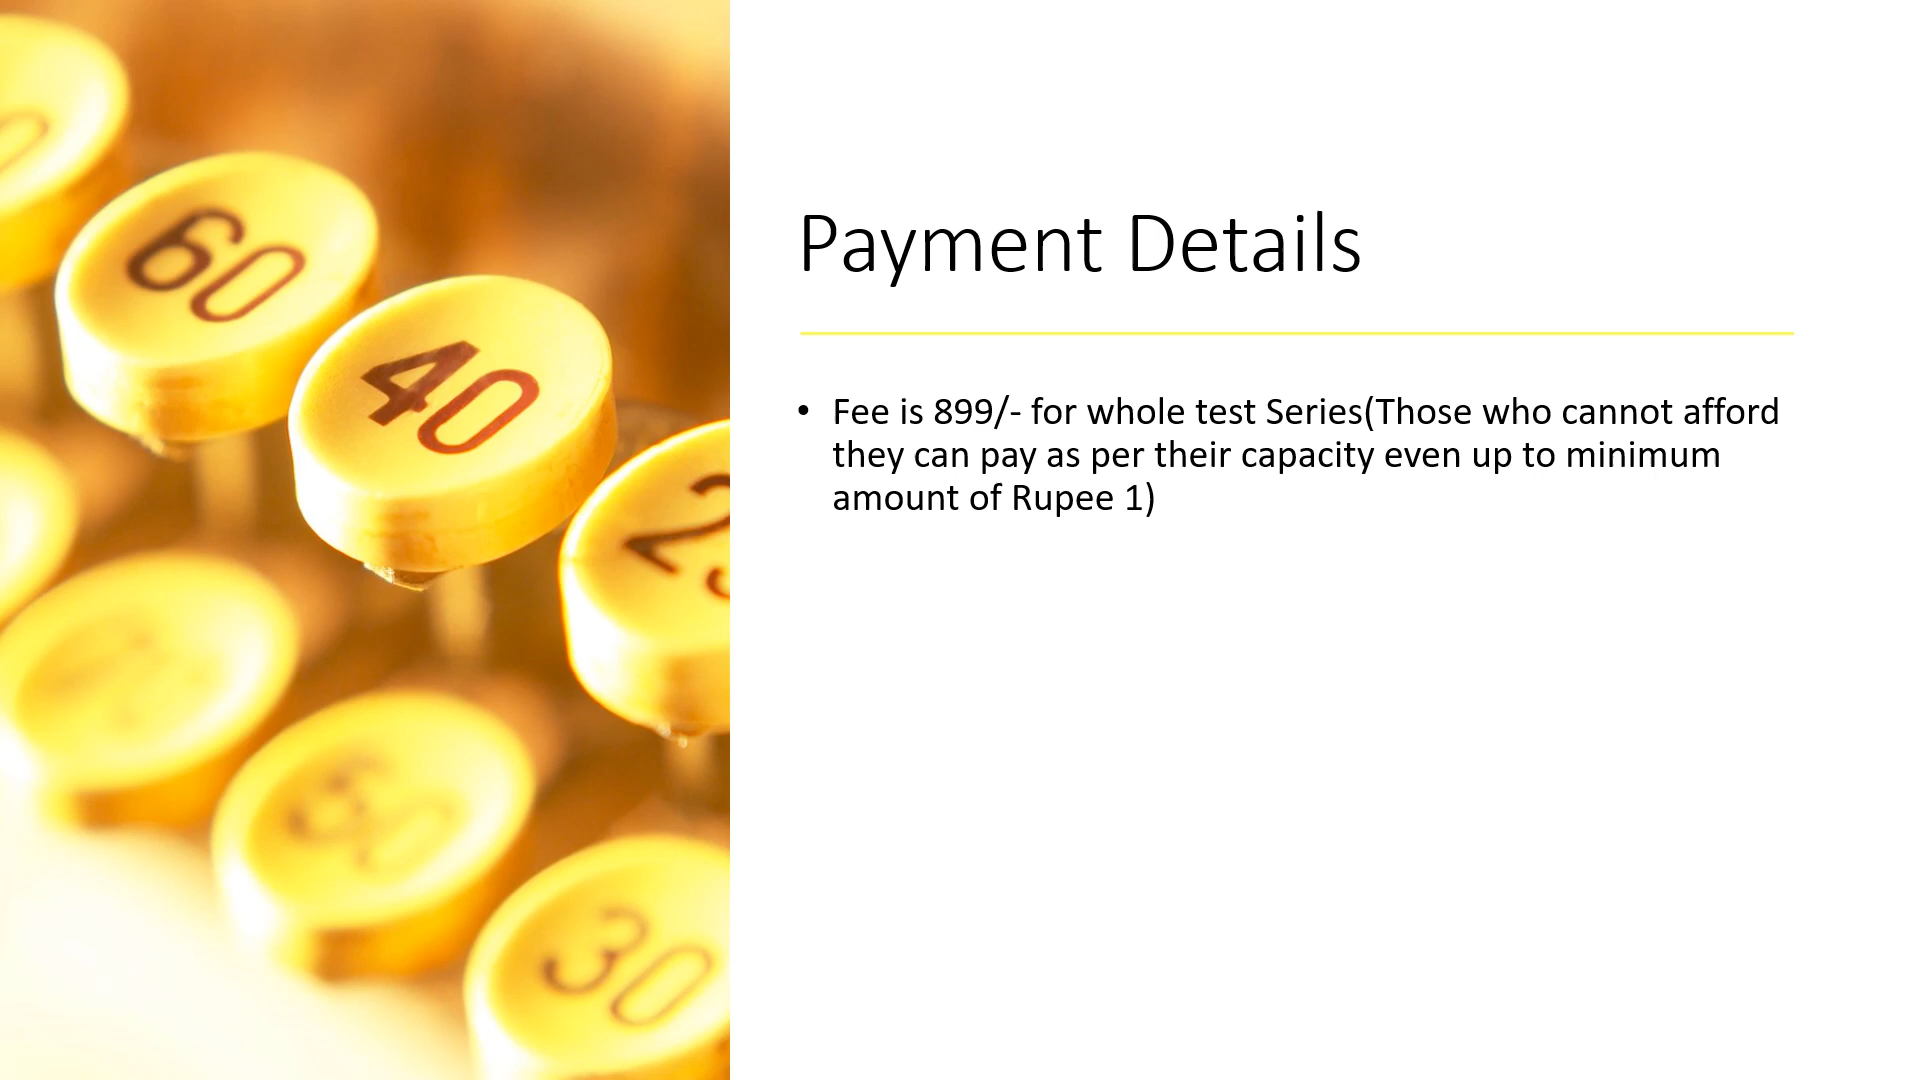 60
40
30
Payment Details
• Fee is 899/- for whole test Series(Those who cannot afford
they can pay as per their capacity even up to minimum
amount of Rupee 1)